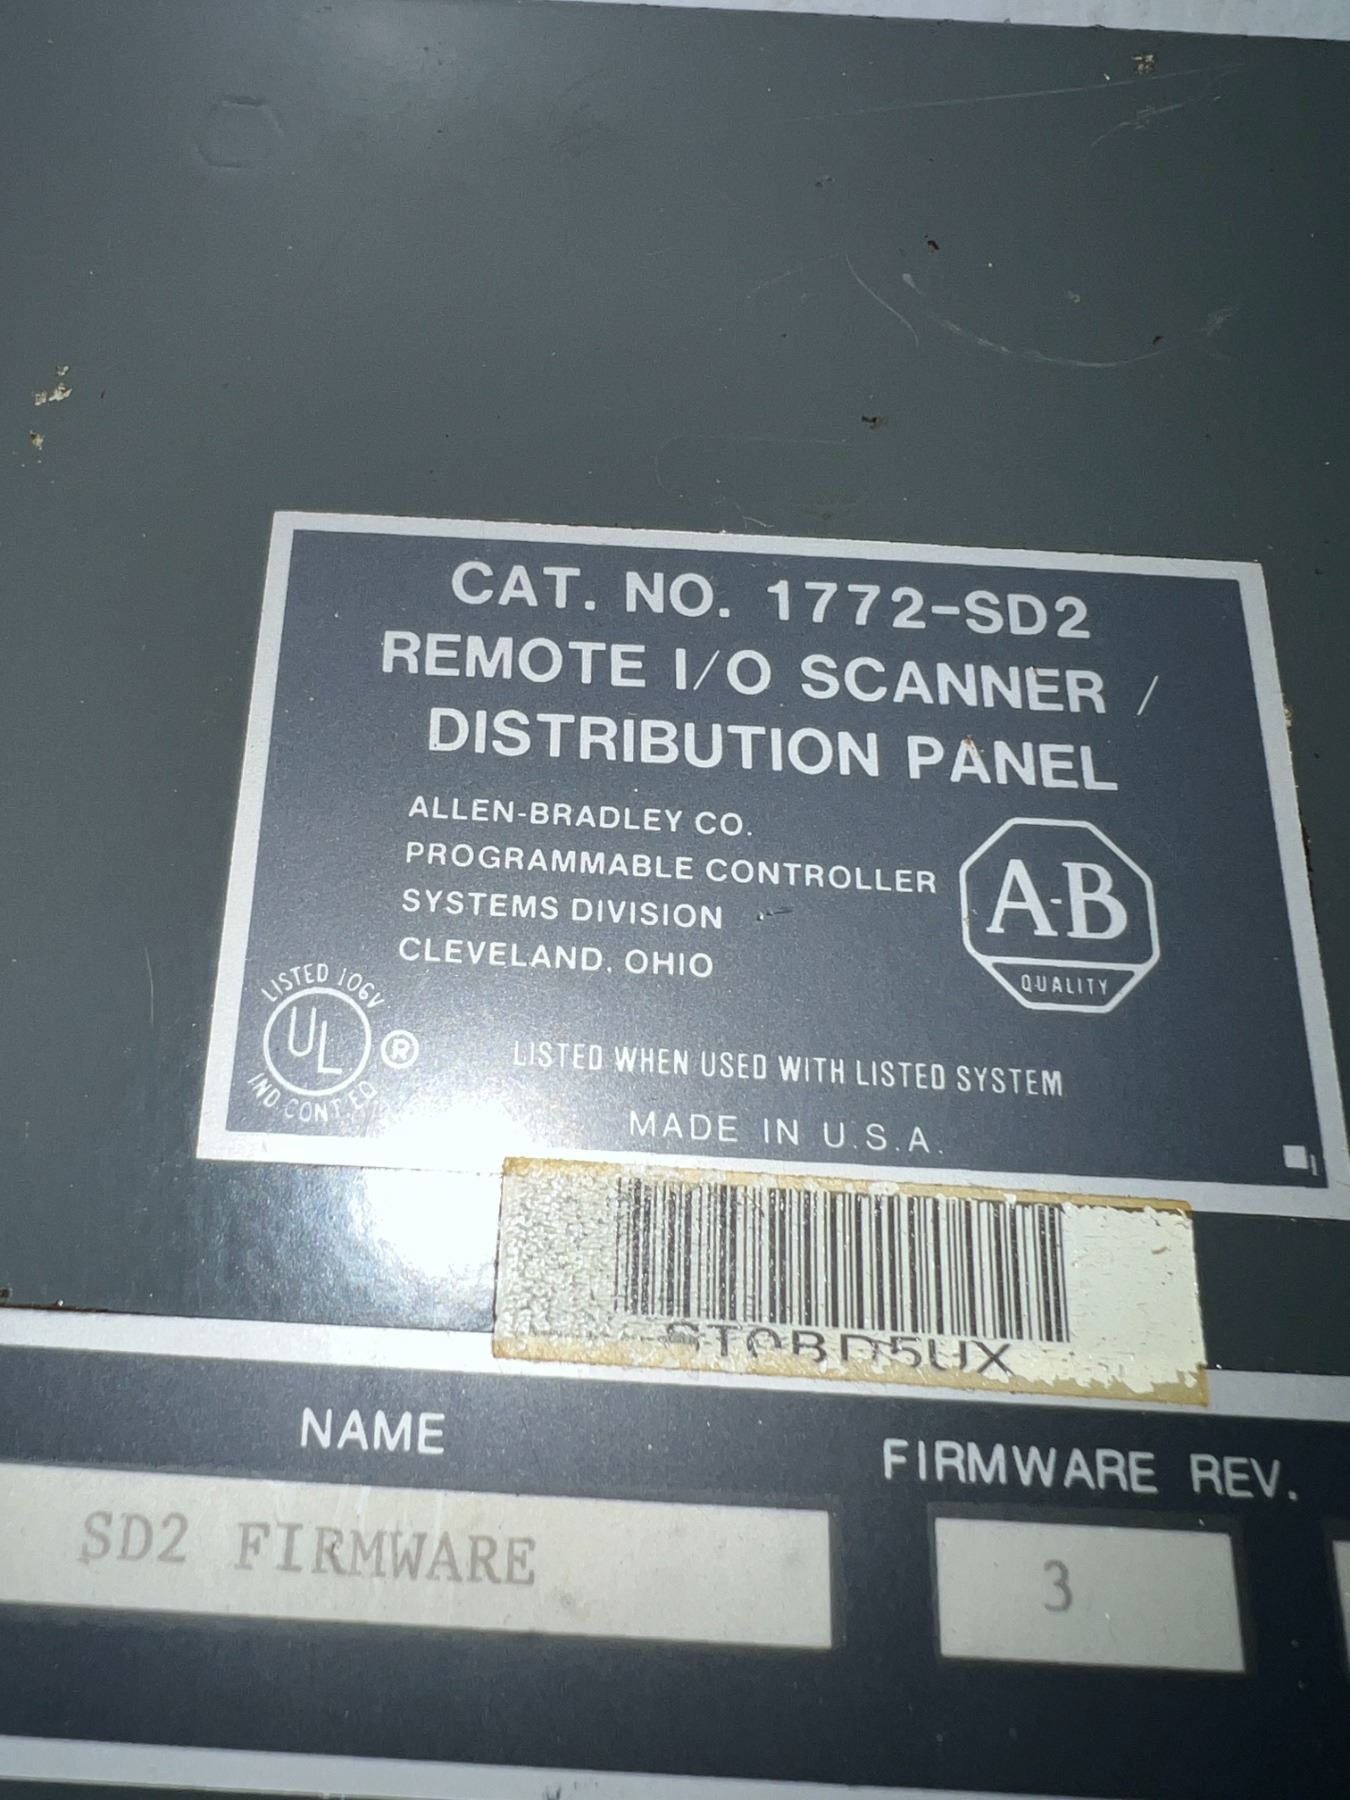 CAT. NO. 1772-SD2
REMOTE I/O SCANNER /
DISTRIBUTION PANEL
ALLEN-BRADLEY CO.
PROGRAMMABLE CONTROLLER
SYSTEMS DIVISION
CLEVELAND, OHIO
A-B
QUALITY
LISTED 106V
UL ®
IND. CONT. EQ.
LISTED WHEN USED WITH LISTED SYSTEM
MADE IN U.S.A.
NAME
FIRMWARE REV.
SD2 FIRMWARE
3